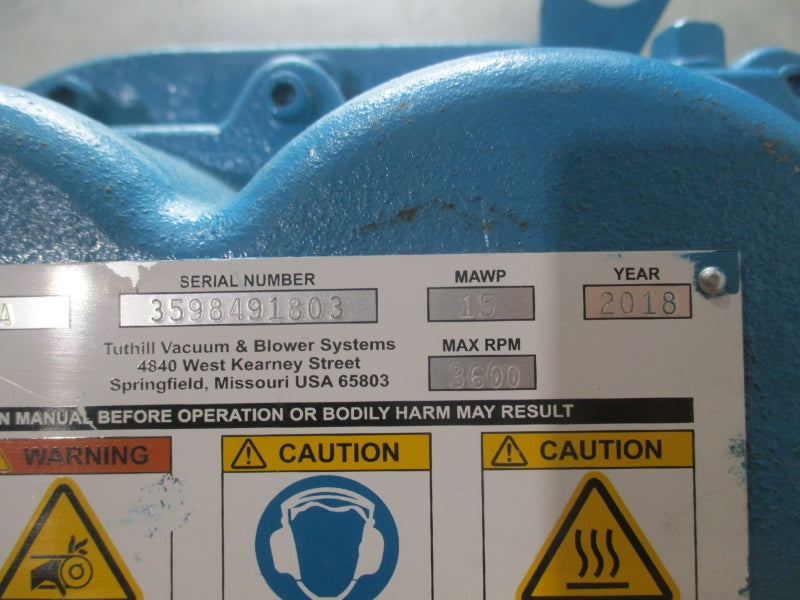 SERIAL NUMBER MAWP YEAR
A 3598491803 15 2018
Tuthill Vacuum & Blower Systems
4840 West Kearney Street
Springfield, Missouri USA 65803
MAX RPM
3600
N MANUAL BEFORE OPERATION OR BODILY HARM MAY RESULT
WARNING CAUTION CAUTION